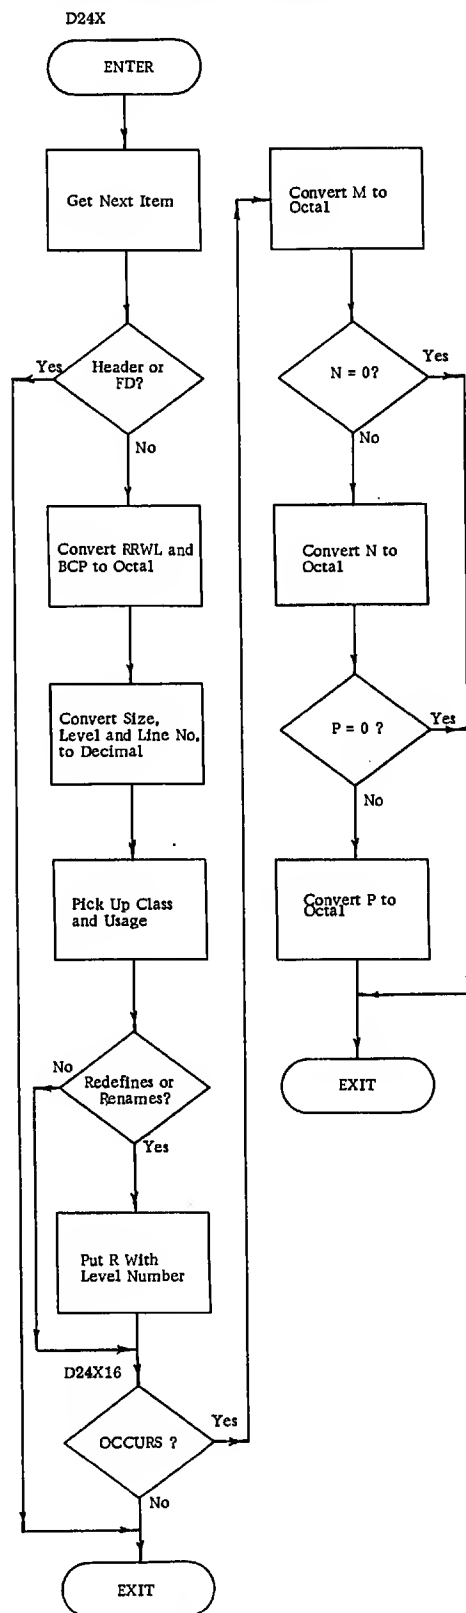 D24X
ENTER
Get Next Item
Header or
FD?
Yes
No
Convert RRWL and
BCP to Octal
Convert Size,
Level and Line No.
to Decimal
Pick Up Class
and Usage
Redefines or
Renames?
No
Yes
Put R With
Level Number
D24X16
OCCURS ?
Yes
No
EXIT
Convert M to
Octal
N = 0?
Yes
No
Convert N to
Octal
P = 0 ?
Yes
No
Convert P to
Octal
EXIT